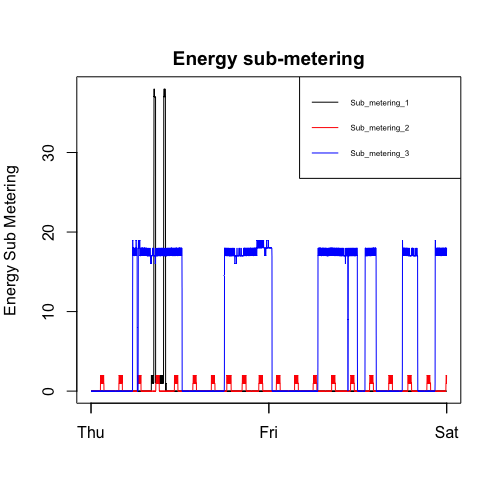 Energy sub-metering
Sub_metering_1
Sub_metering_2
Sub_metering_3
Energy Sub Metering
30
20
10
0
Thu Fri Sat